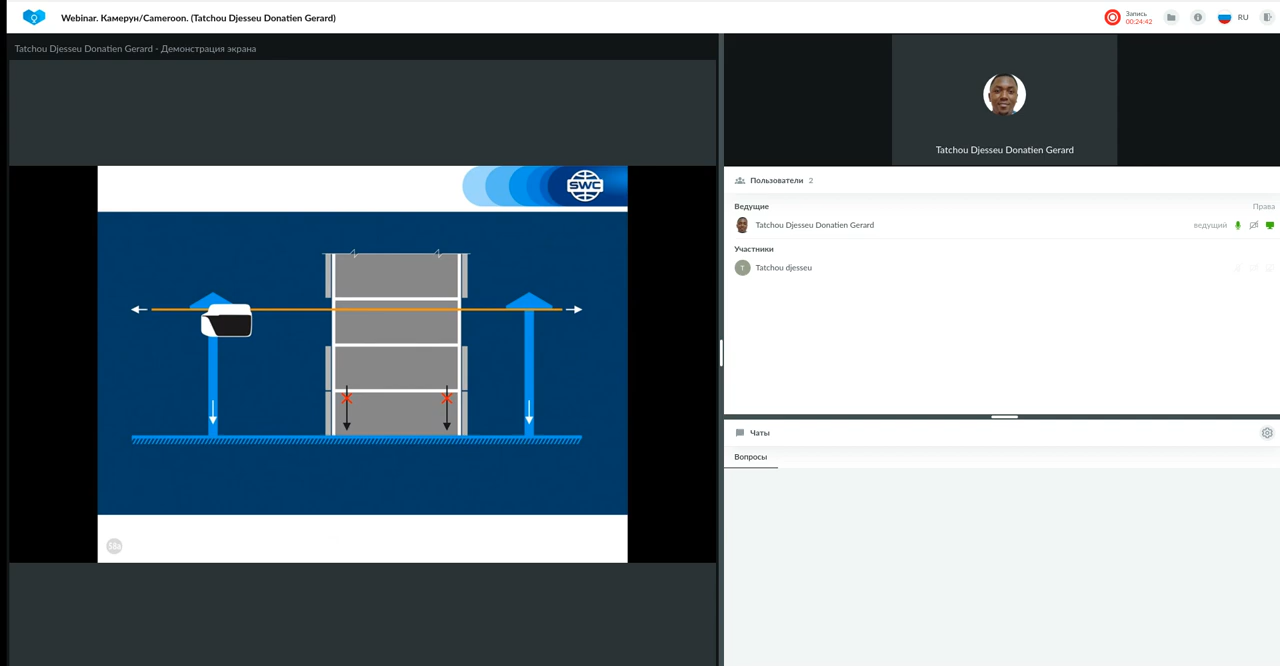 Webinar. Камерун/Cameroon. (Tatchou Djesseu Donatien Gerard)
Запись
00:24:42
RU
Tatchou Djesseu Donatien Gerard - Демонстрация экрана
SWC
58a
Tatchou Djesseu Donatien Gerard
Пользователи 2
Ведущие Права
Tatchou Djesseu Donatien Gerard ведущий
Участники
T Tatchou djesseu
Чаты
Вопросы